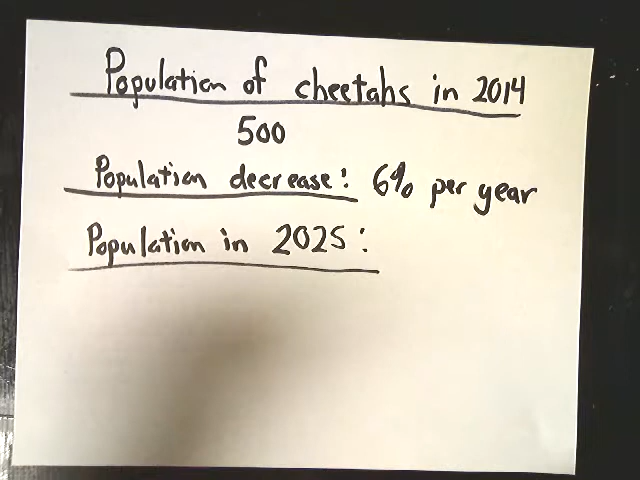 Population of cheetahs in 2014
500
Population decrease: 6% per year
Population in 2025: